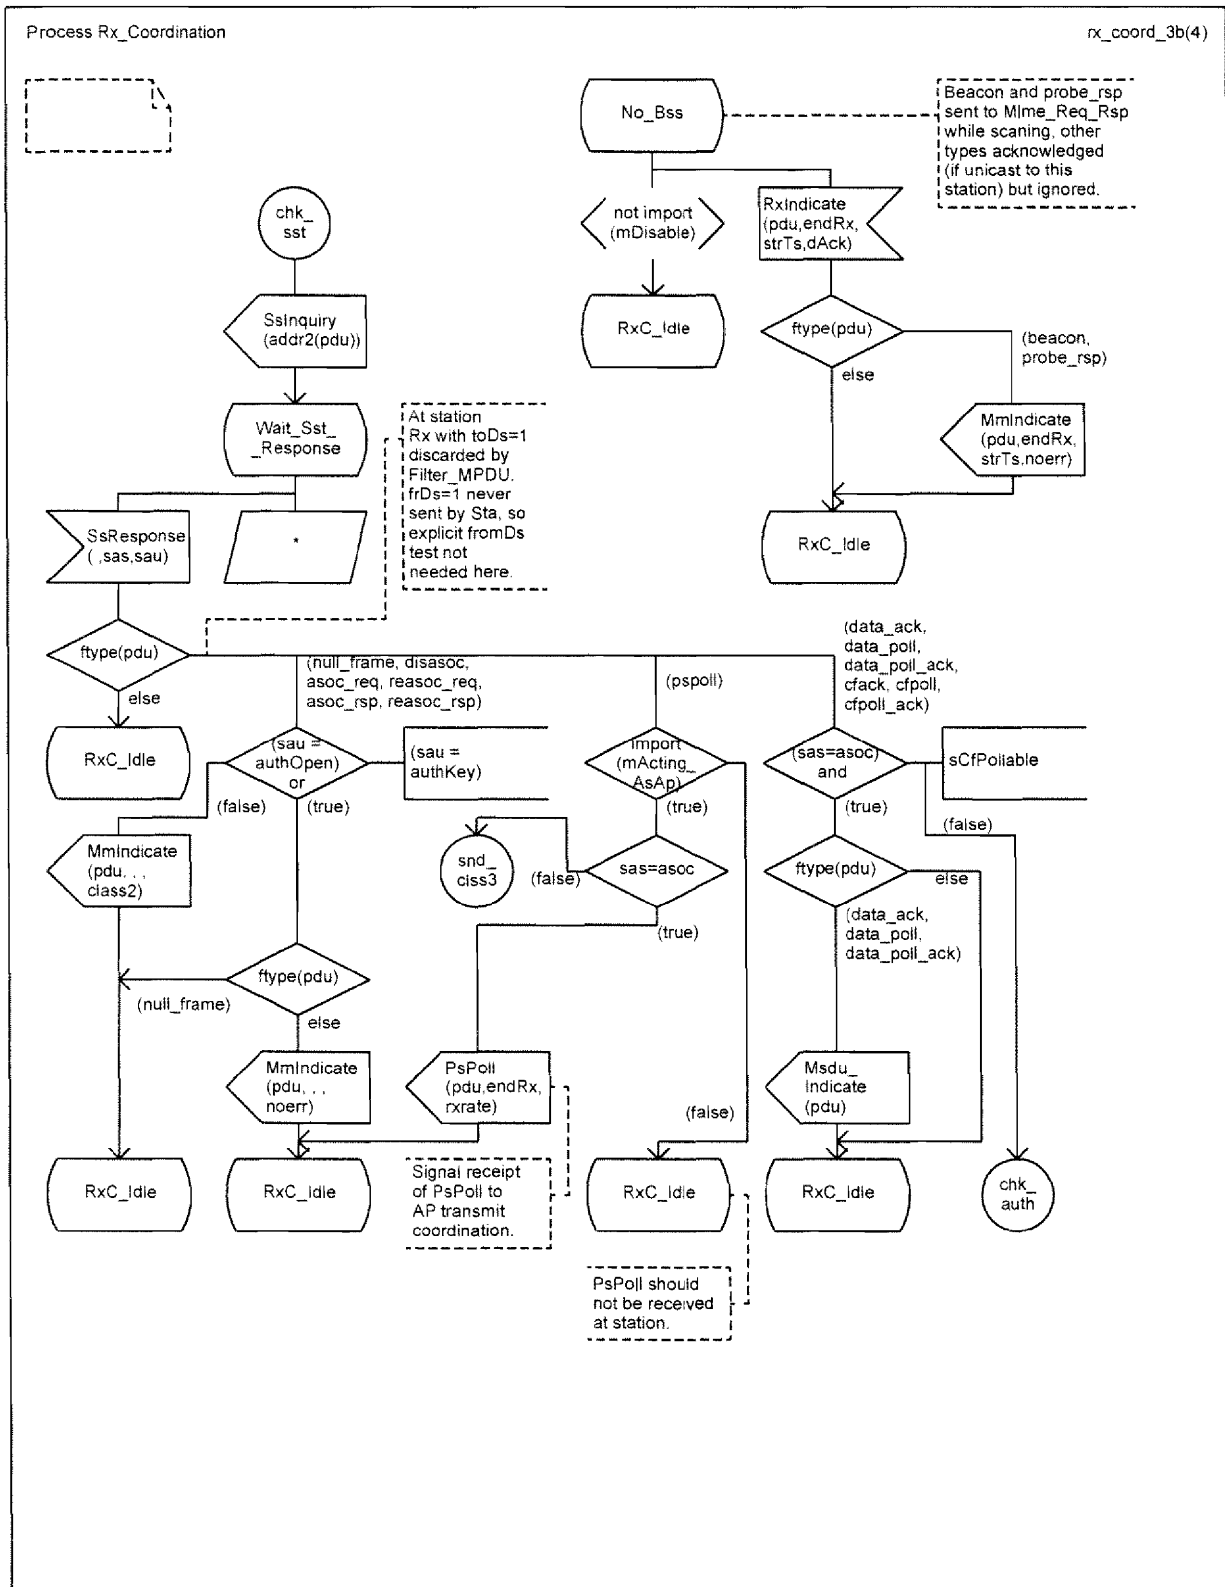 Process Rx_Coordination
rx_coord_3b(4)
No_Bss
Beacon and probe_rsp
sent to Mlme_Req_Rsp
while scaning, other
types acknowledged
(if unicast to this
station) but ignored.
chk_
sst
not import
(mDisable)
RxIndicate
(pdu,endRx,
strTs,dAck)
SsInquiry
(addr2(pdu))
RxC_Idle
ftype(pdu)
(beacon,
probe_rsp)
else
Wait_Sst_
_Response
At station
Rx with toDs=1
discarded by
Filter_MPDU.
frDs=1 never
sent by Sta, so
explicit fromDs
test not
needed here.
MmIndicate
(pdu,endRx,
strTs,noerr)
SsResponse
( ,sas,sau)
*
RxC_Idle
ftype(pdu)
else
(null_frame, disasoc,
asoc_req, reasoc_req,
asoc_rsp, reasoc_rsp)
(pspoll)
(data_ack,
data_poll,
data_poll_ack,
cfack, cfpoll,
cfpoll_ack)
RxC_Idle
(sau =
authOpen)
or
(sau =
authKey)
import
(mActing_
AsAp)
(sas=asoc)
and
sCfPollable
(false)
(true)
(true)
(true)
(false)
MmIndicate
(pdu, , ,
class2)
snd_
clss3
(false)
sas=asoc
(true)
ftype(pdu)
else
(data_ack,
data_poll,
data_poll_ack)
ftype(pdu)
(null_frame)
else
MmIndicate
(pdu, , ,
noerr)
PsPoll
(pdu,endRx,
rxrate)
(false)
Msdu_
_Indicate
(pdu)
RxC_Idle
RxC_Idle
Signal receipt
of PsPoll to
AP transmit
coordination.
RxC_Idle
RxC_Idle
chk_
auth
PsPoll should
not be received
at station.